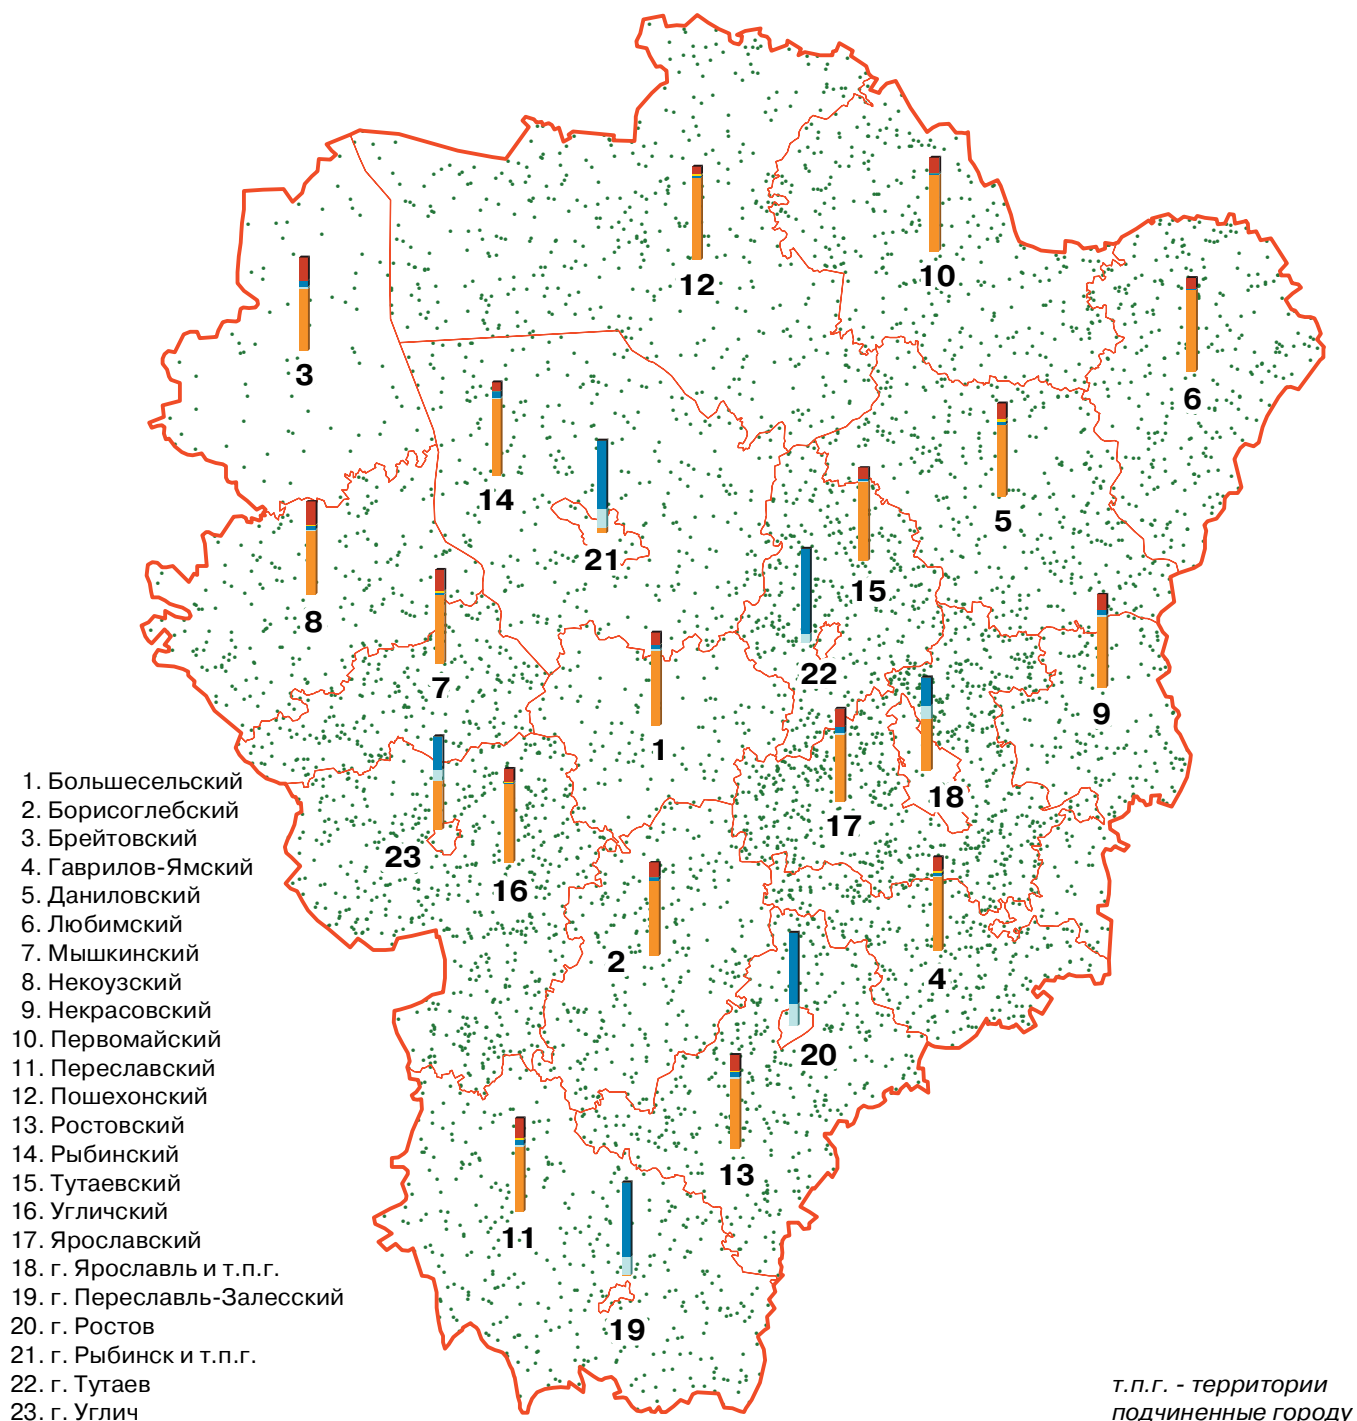 12
10
3
6
14
5
21
15
8
22
7
9
1
18
17
23
16
2
4
20
13
11
19
1. Большесельский
2. Борисоглебский
3. Брейтовский
4. Гаврилов-Ямский
5. Даниловский
6. Любимский
7. Мышкинский
8. Некоузский
9. Некрасовский
10. Первомайский
11. Переславский
12. Пошехонский
13. Ростовский
14. Рыбинский
15. Тутаевский
16. Угличский
17. Ярославский
18. г. Ярославль и т.п.г.
19. г. Переславль-Залесский
20. г. Ростов
21. г. Рыбинск и т.п.г.
22. г. Тутаев
23. г. Углич
т.п.г. - территории
подчиненные городу